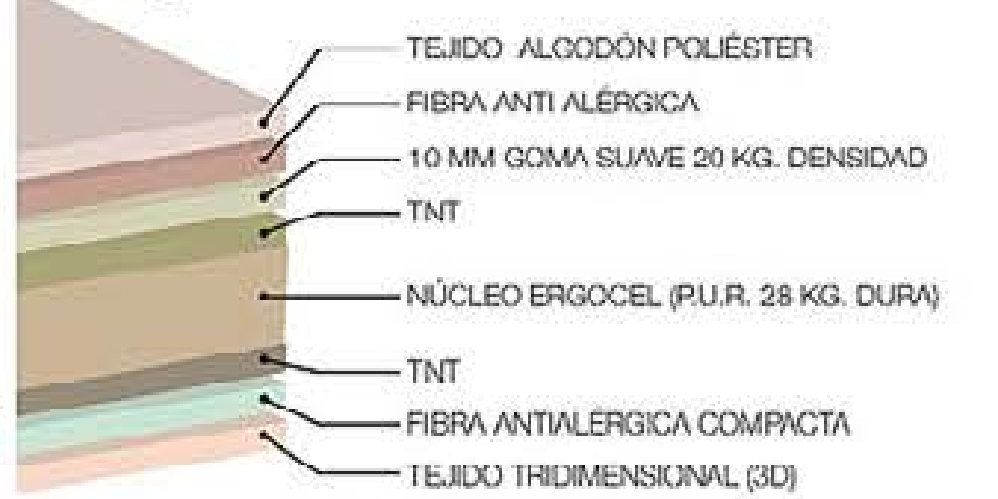 TEJIDO ALGODÓN POLIÉSTER
FIBRA ANTI ALÉRGICA
10 MM GOMA SUAVE 20 KG. DENSIDAD
TNT
NÚCLEO ERGOCEL (P.U.R. 28 KG. DURA)
TNT
FIBRA ANTIALÉRGICA COMPACTA
TEJIDO TRIDIMENSIONAL (3D)